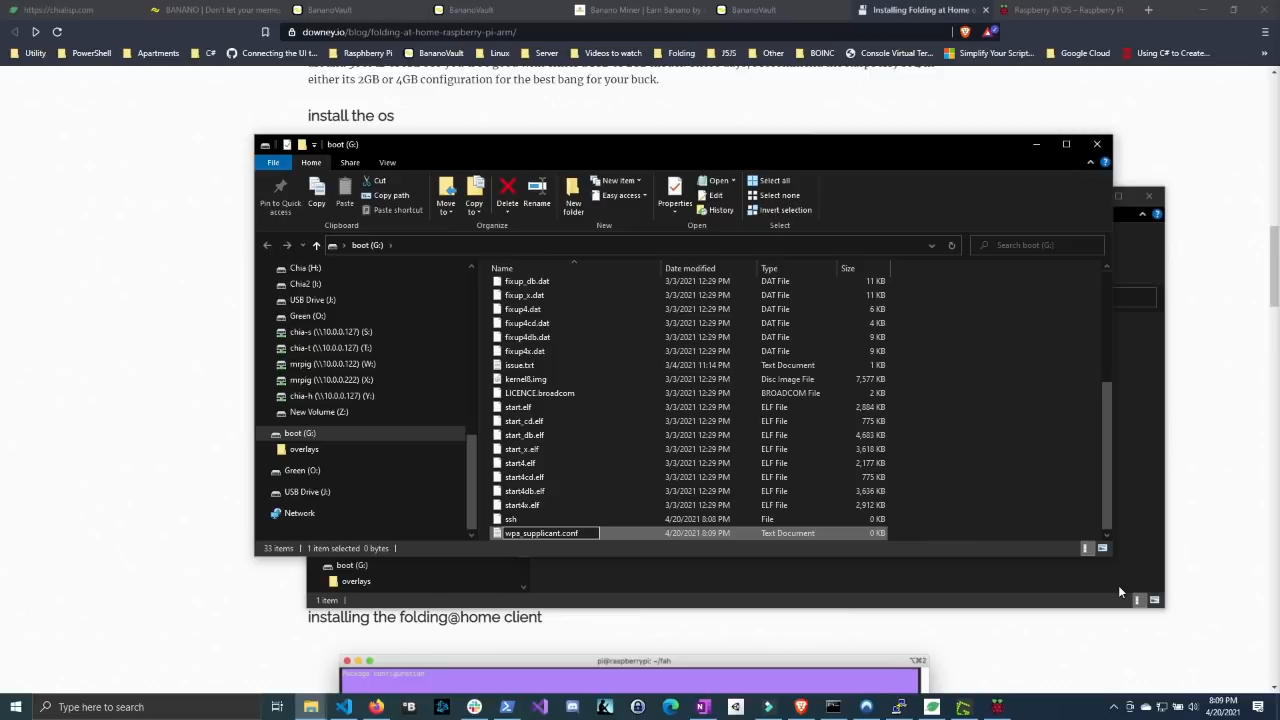 https://chialisp.com
BANANO | Don't let your meme
BananoVault
BananoVault
Banano Miner | Earn Banano by
BananoVault
Installing Folding at Home o
Raspberry Pi OS – Raspberry Pi
downey.io/blog/folding-at-home-raspberry-pi-arm/
Utility
PowerShell
Apartments
C#
Connecting the UI t...
Raspbhrry Pi
BananoVault
Linux
Server
Videos to watch
Folding
JSJS
Other
BOINC
Console Virtual Ter...
Simplify Your Scrip...
Google Cloud
Using C# to Create...
either its 2GB or 4GB configuration for the best bang for your buck.
install the os
boot (G:)
File
Home
Share
View
Pin to Quick access
Copy
Paste
Cut
Copy path
Paste shortcut
Move to
Copy to
Delete
Rename
New folder
New item
Easy access
Properties
Open
Edit
History
Select all
Select none
Invert selection
Clipboard
Organize
New
Open
Select
boot (G:)
Search boot (G:)
Name
Date modified
Type
Size
Chia (H:)
Chia2 (I:)
USB Drive (J:)
Green (O:)
chia-s (\\10.0.0.127) (S:)
chia-t (\\10.0.0.127) (T:)
mrpig (\\10.0.0.122) (W:)
mrpig (\\10.0.0.222) (X:)
chia-h (\\10.0.0.127) (Y:)
New Volume (Z:)
boot (G:)
overlays
Green (O:)
USB Drive (J:)
Network
fixup_db.dat 3/3/2021 12:29 PM DAT File 11 KB
fixup_x.dat 3/3/2021 12:29 PM DAT File 11 KB
fixup4.dat 3/3/2021 12:29 PM DAT File 6 KB
fixup4cd.dat 3/3/2021 12:29 PM DAT File 4 KB
fixup4db.dat 3/3/2021 12:29 PM DAT File 9 KB
fixup4x.dat 3/3/2021 12:29 PM DAT File 9 KB
issue.txt 3/4/2021 11:14 PM Text Document 1 KB
kernel8.img 3/3/2021 12:29 PM Disc Image File 7,577 KB
LICENCE.broadcom 3/3/2021 12:29 PM BROADCOM File 2 KB
start.elf 3/3/2021 12:29 PM ELF File 2,884 KB
start_cd.elf 3/3/2021 12:29 PM ELF File 775 KB
start_db.elf 3/3/2021 12:29 PM ELF File 4,683 KB
start_x.elf 3/3/2021 12:29 PM ELF File 3,618 KB
start4.elf 3/3/2021 12:29 PM ELF File 2,177 KB
start4cd.elf 3/3/2021 12:29 PM ELF File 775 KB
start4db.elf 3/3/2021 12:29 PM ELF File 3,636 KB
start4x.elf 3/3/2021 12:29 PM ELF File 2,912 KB
ssh 4/20/2021 8:08 PM File 0 KB
wpa_supplicant.conf 4/20/2021 8:09 PM Text Document 0 KB
33 items
1 item selected 0 bytes
boot (G:)
overlays
1 item
installing the folding@home client
pi@raspberrypi: ~/fah
⌥⌘2
Package configuration
Type here to search
8:09 PM
4/20/2021